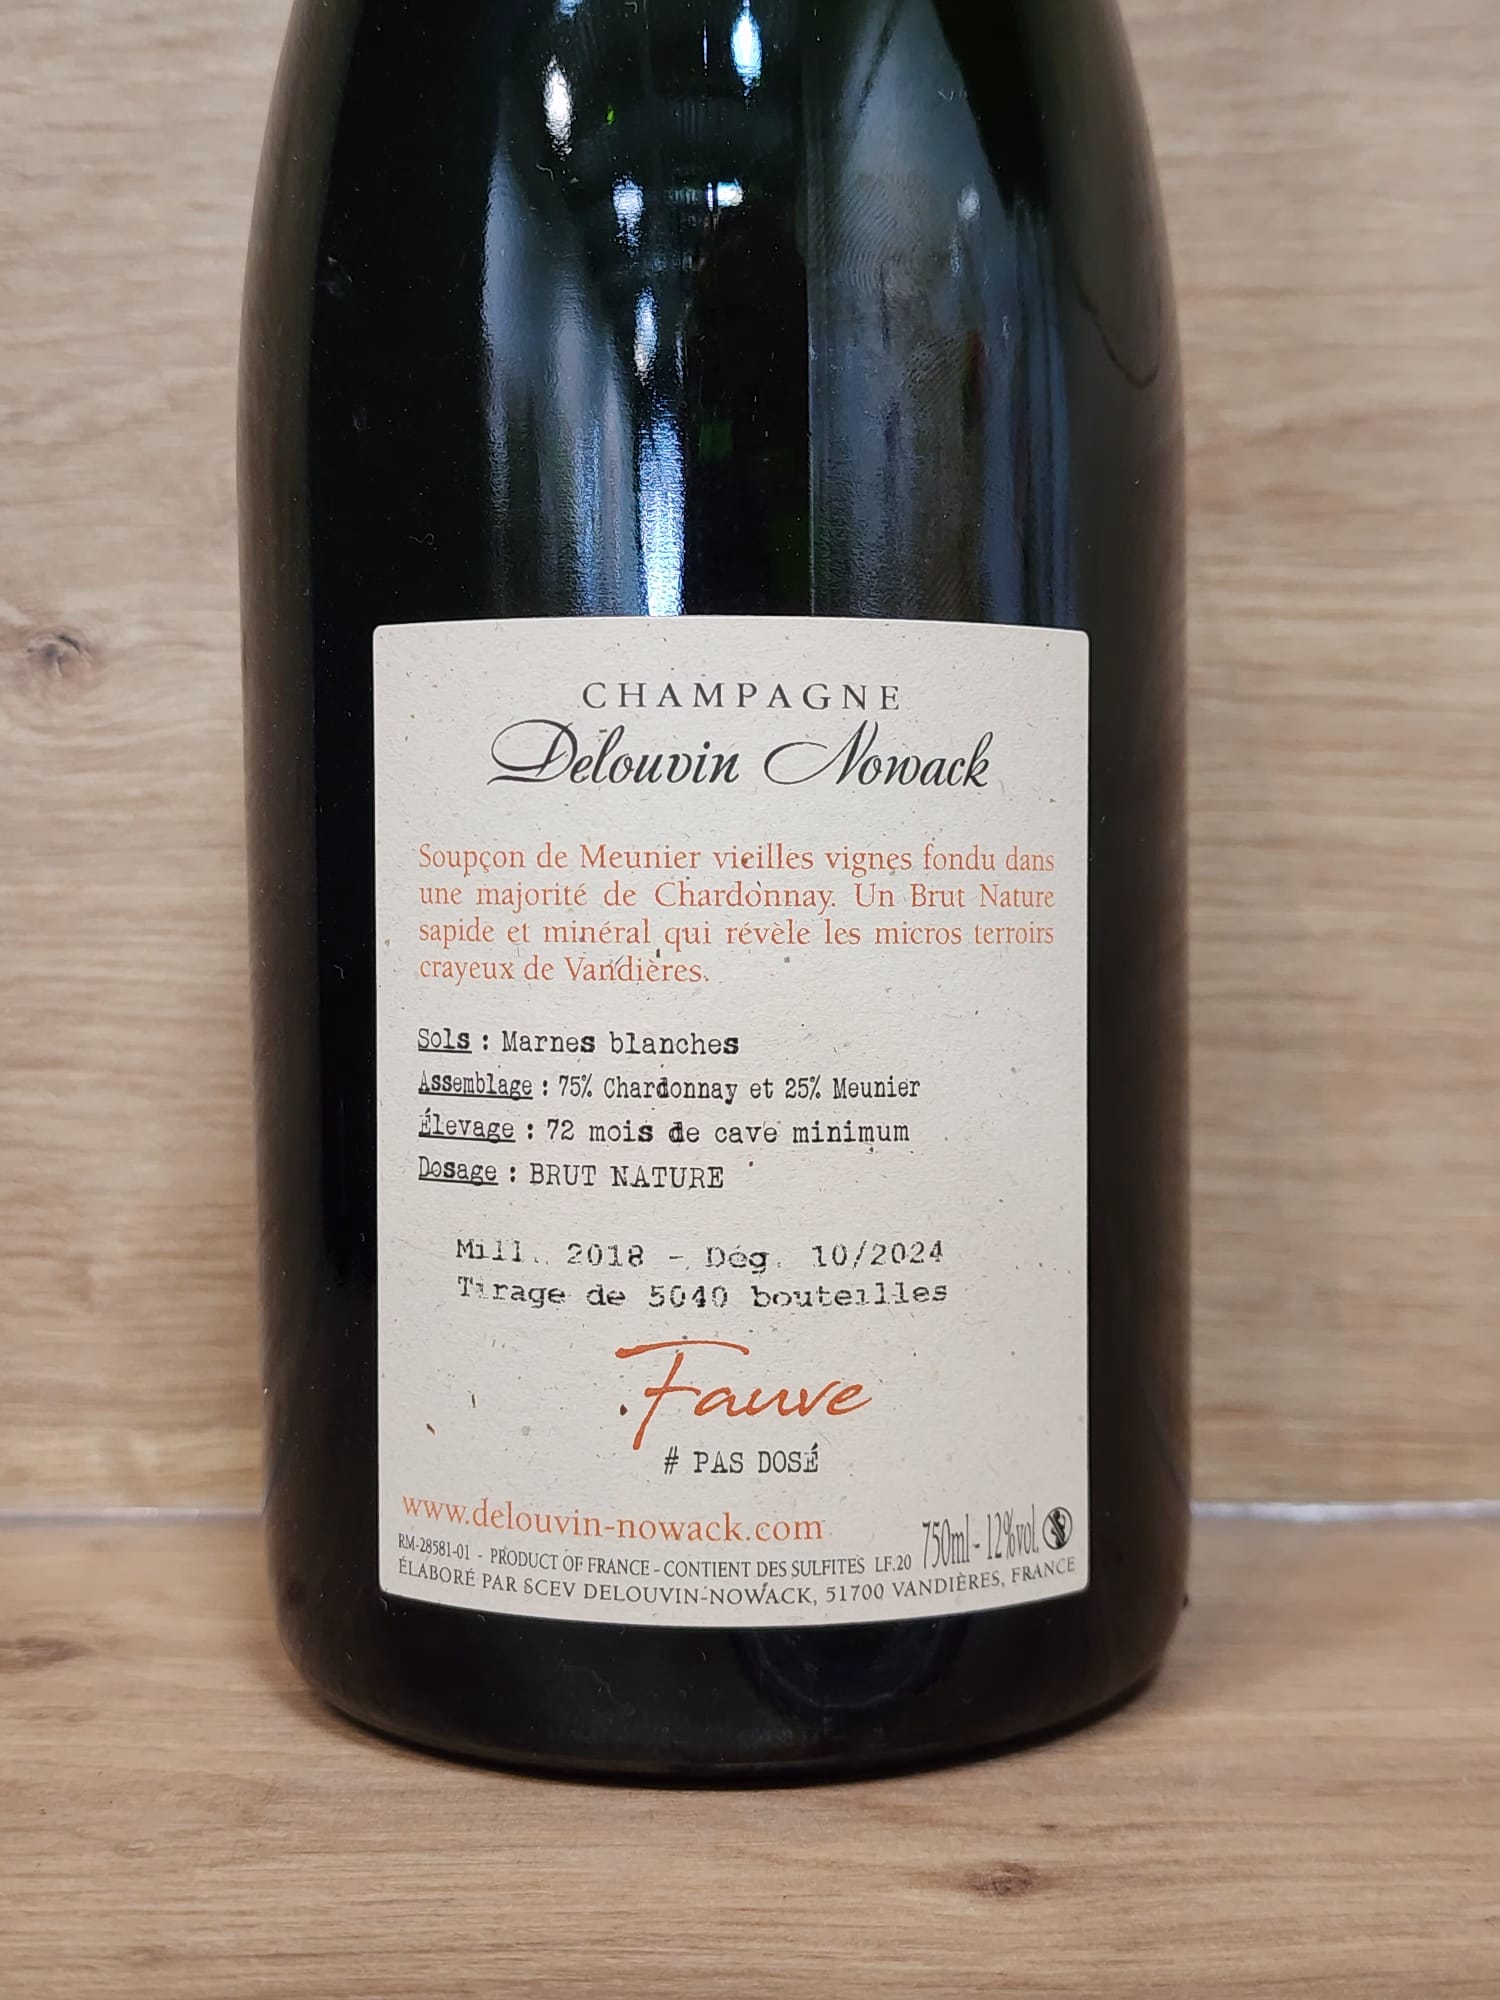 CHAMPAGNE
Delouvin Nowack
Soupçon de Meunier vieilles vignes fondu dans
une majorité de Chardonnay. Un Brut Nature
sapide et minéral qui révèle les micros terroirs
crayeux de Vandières.
Sols : Marnes blanches
Assemblage : 75% Chardonnay et 25% Meunier
Élevage : 72 mois de cave minimum
Dosage : BRUT NATURE
Mill. 2018 - Dég. 10/2024
Tirage de 5040 bouteilles
Fauve
# PAS DOSÉ
www.delouvin-nowack.com
RM-28581-01 - PRODUCT OF FRANCE - CONTIENT DES SULFITES LF.20 750ml - 12%vol.
ÉLABORÉ PAR SCEV DELOUVIN-NOWACK, 51700 VANDIÈRES, FRANCE